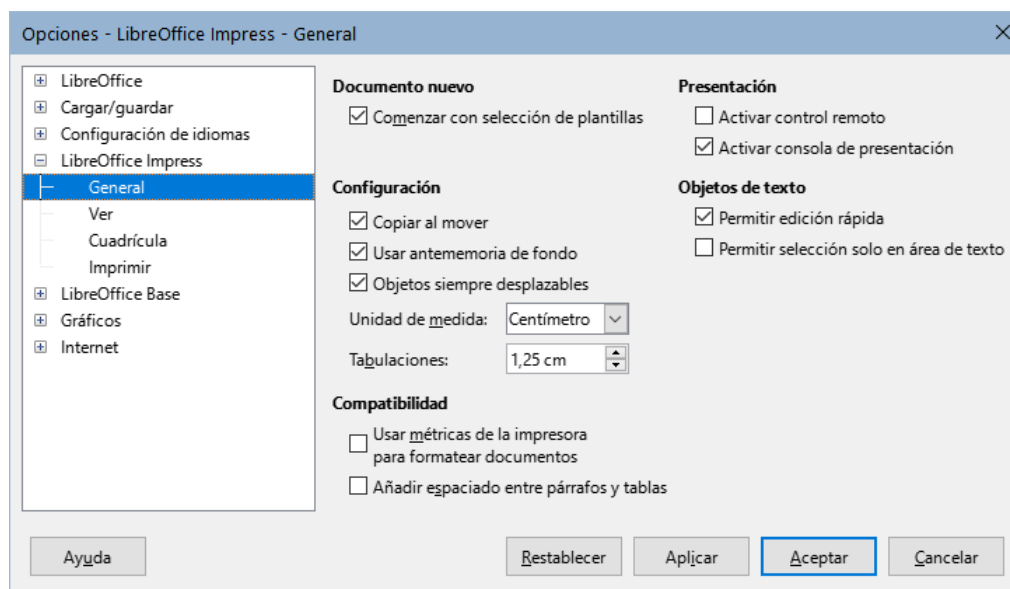 Opciones - LibreOffice Impress - General
LibreOffice
Cargar/guardar
Configuración de idiomas
LibreOffice Impress
General
Ver
Cuadrícula
Imprimir
LibreOffice Base
Gráficos
Internet
Documento nuevo
Comenzar con selección de plantillas
Configuración
Copiar al mover
Usar antememoria de fondo
Objetos siempre desplazables
Unidad de medida: Centímetro
Tabulaciones: 1,25 cm
Compatibilidad
Usar métricas de la impresora
para formatear documentos
Añadir espaciado entre párrafos y tablas
Presentación
Activar control remoto
Activar consola de presentación
Objetos de texto
Permitir edición rápida
Permitir selección solo en área de texto
Ayuda Restablecer Aplicar Aceptar Cancelar